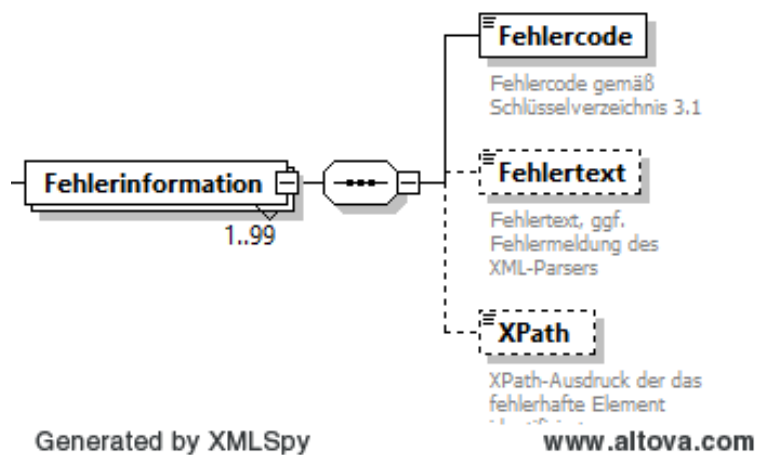 Fehlercode
Fehlercode gemäß
Schlüsselverzeichnis 3.1
Fehlerinformation
1..99
Fehlertext
Fehlertext, ggf.
Fehlermeldung des
XML-Parsers
XPath
XPath-Ausdruck der das
fehlerhafte Element
Generated by XMLSpy
www.altova.com